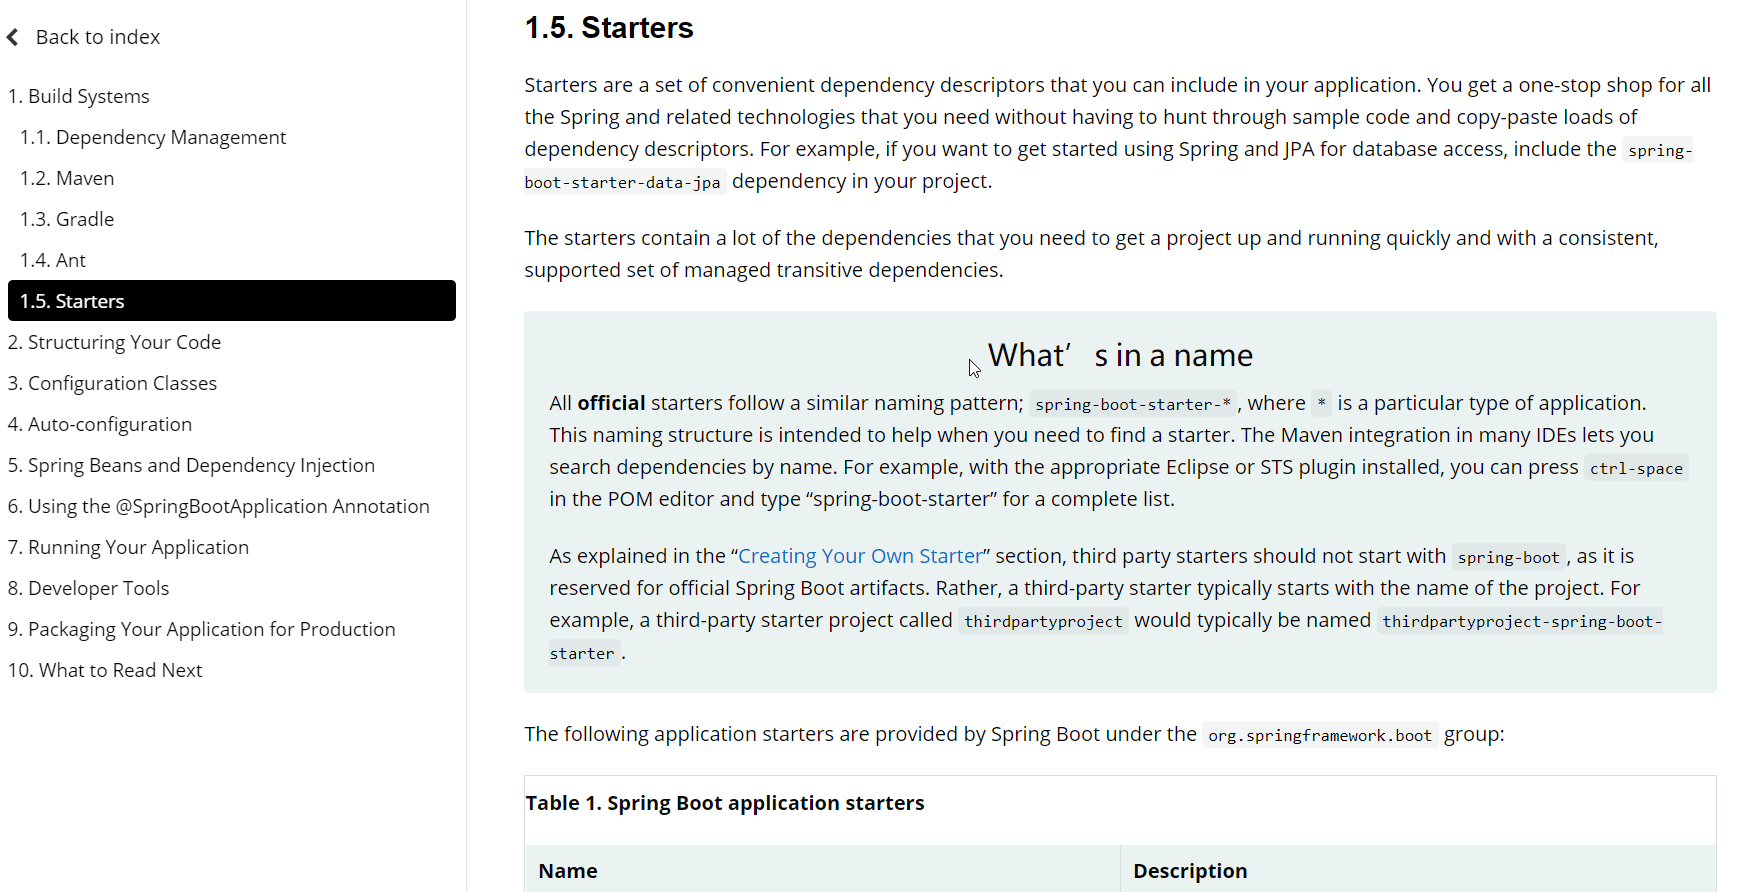 Back to index
1. Build Systems
1.1. Dependency Management
1.2. Maven
1.3. Gradle
1.4. Ant
1.5. Starters
2. Structuring Your Code
3. Configuration Classes
4. Auto-configuration
5. Spring Beans and Dependency Injection
6. Using the @SpringBootApplication Annotation
7. Running Your Application
8. Developer Tools
9. Packaging Your Application for Production
10. What to Read Next
1.5. Starters
Starters are a set of convenient dependency descriptors that you can include in your application. You get a one-stop shop for all
the Spring and related technologies that you need without having to hunt through sample code and copy-paste loads of
dependency descriptors. For example, if you want to get started using Spring and JPA for database access, include the spring-
boot-starter-data-jpa dependency in your project.
The starters contain a lot of the dependencies that you need to get a project up and running quickly and with a consistent,
supported set of managed transitive dependencies.
What’s in a name
All official starters follow a similar naming pattern; spring-boot-starter-*, where * is a particular type of application.
This naming structure is intended to help when you need to find a starter. The Maven integration in many IDEs lets you
search dependencies by name. For example, with the appropriate Eclipse or STS plugin installed, you can press ctrl-space
in the POM editor and type “spring-boot-starter” for a complete list.
As explained in the “Creating Your Own Starter” section, third party starters should not start with spring-boot, as it is
reserved for official Spring Boot artifacts. Rather, a third-party starter typically starts with the name of the project. For
example, a third-party starter project called thirdpartyproject would typically be named thirdpartyproject-spring-boot-
starter.
The following application starters are provided by Spring Boot under the org.springframework.boot group:
Table 1. Spring Boot application starters
Name Description